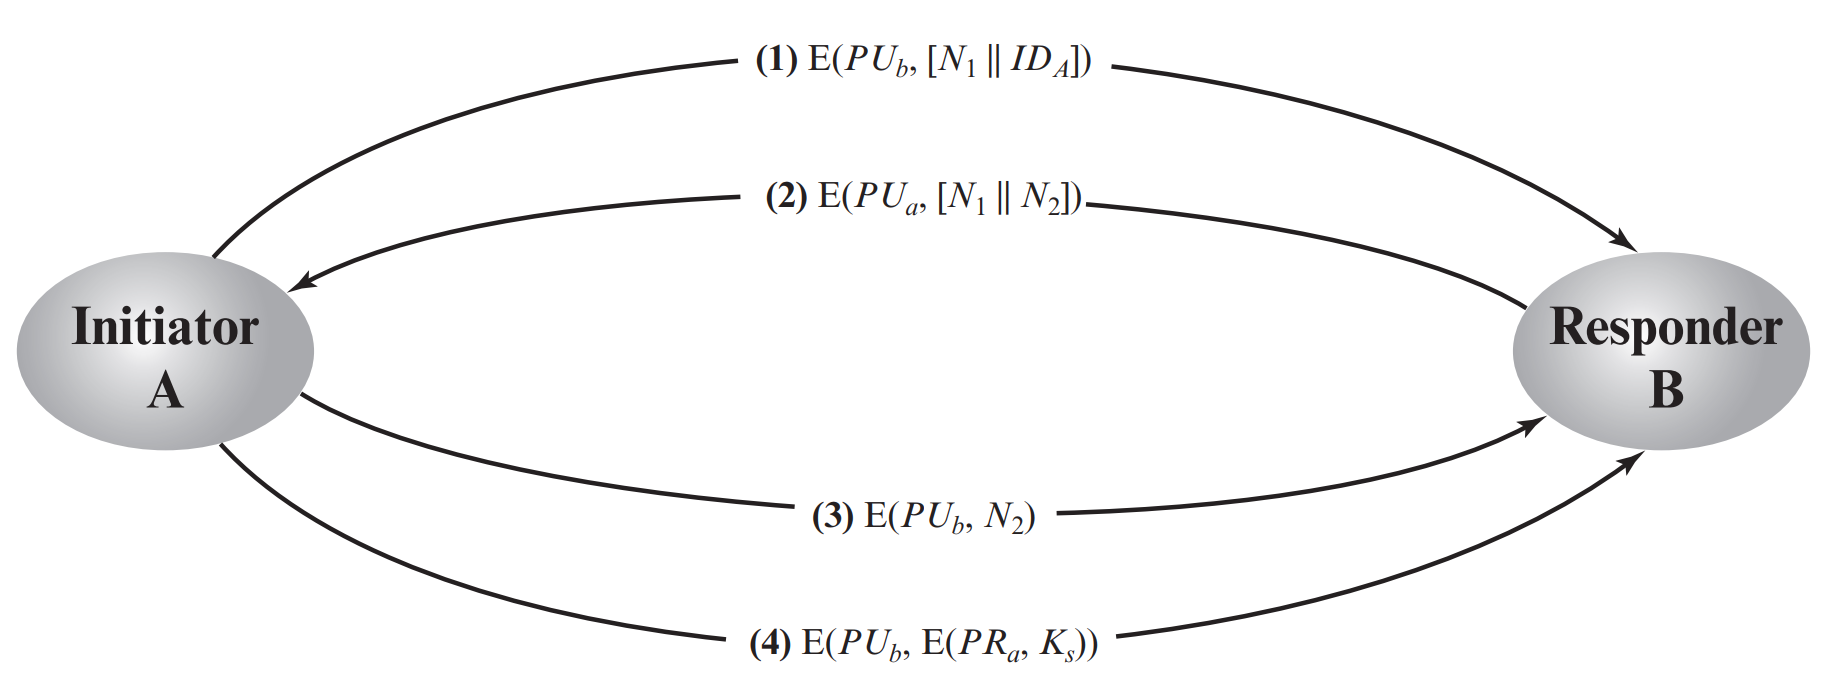 (1) E(PU_b, [N_1 || ID_A])
(2) E(PU_a, [N_1 || N_2])
Initiator
A
Responder
B
(3) E(PU_b, N_2)
(4) E(PU_b, E(PR_a, K_s))